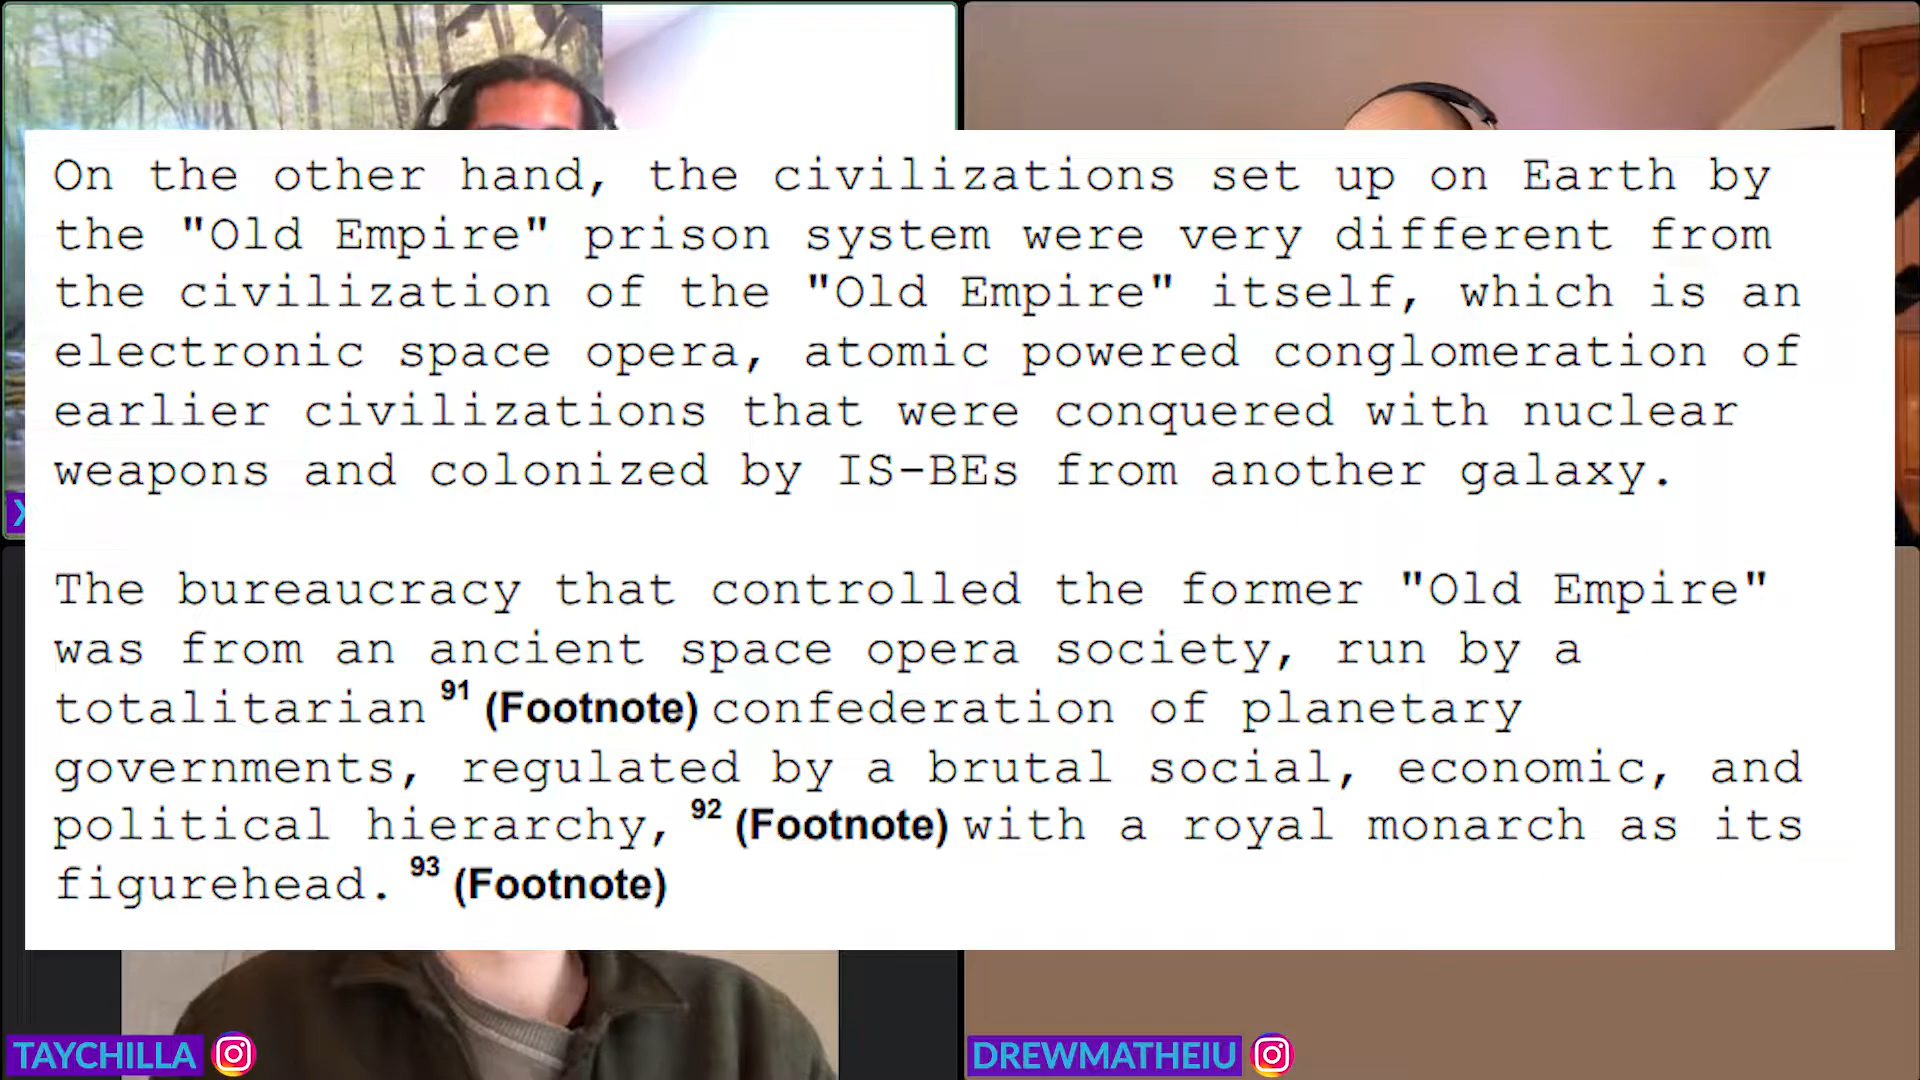 On the other hand, the civilizations set up on Earth by
the "Old Empire" prison system were very different from
the civilization of the "Old Empire" itself, which is an
electronic space opera, atomic powered conglomeration of
earlier civilizations that were conquered with nuclear
weapons and colonized by IS-BEs from another galaxy.
The bureaucracy that controlled the former "Old Empire"
was from an ancient space opera society, run by a
totalitarian 91 (Footnote) confederation of planetary
governments, regulated by a brutal social, economic, and
political hierarchy, 92 (Footnote) with a royal monarch as its
figurehead. 93 (Footnote)
TAYCHILLA
DREWMATHEIU